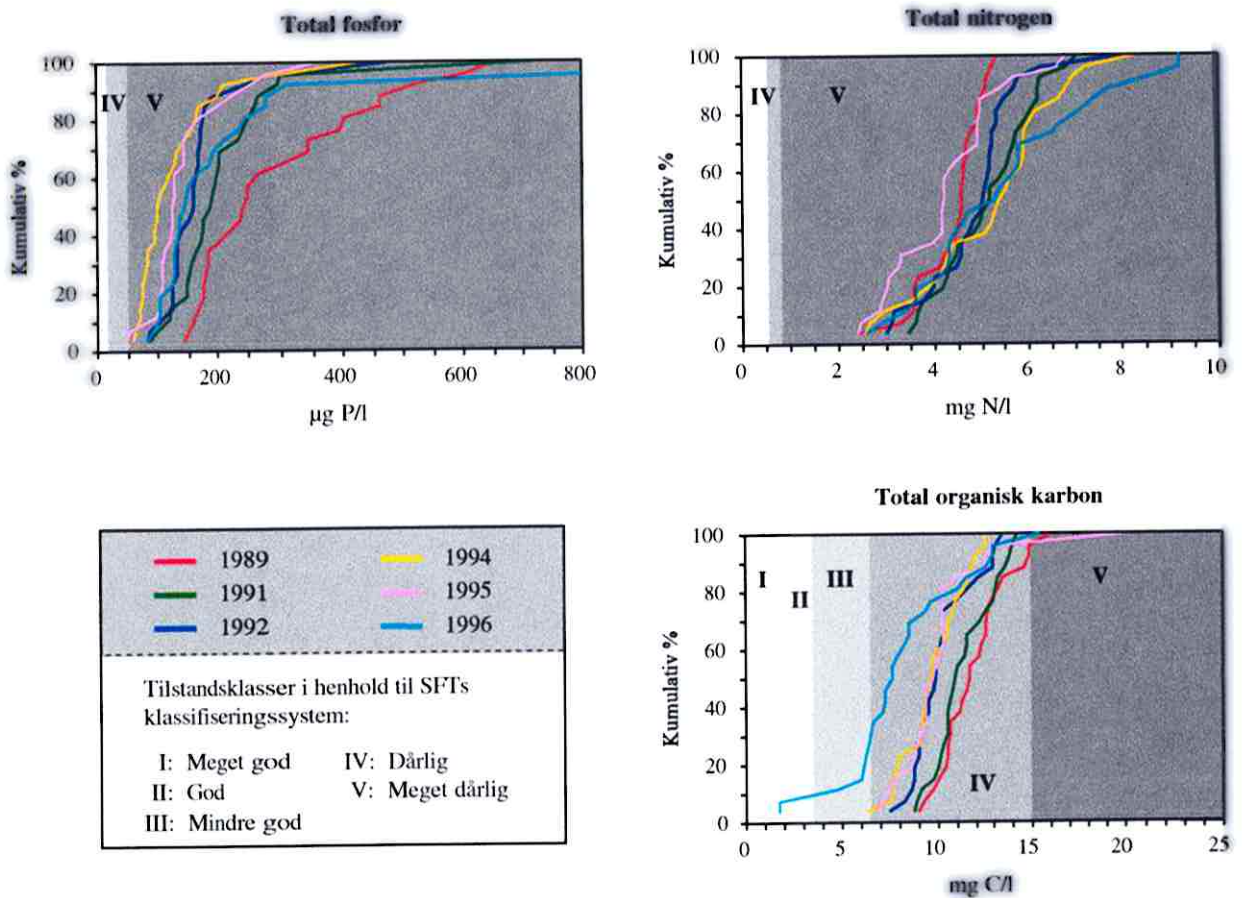 Total fosfor
Kumulativ %
100
80
60
40
20
0
IV
V
0
200
400
600
800
µg P/l
Total nitrogen
Kumulativ %
100
80
60
40
20
0
IV
V
0
2
4
6
8
10
mg N/l
1989
1991
1992
1994
1995
1996
Tilstandsklasser i henhold til SFTs
klassifiseringssystem:
I: Meget god
II: God
III: Mindre god
IV: Dårlig
V: Meget dårlig
Total organisk karbon
Kumulativ %
100
80
60
40
20
0
I
II
III
IV
V
0
5
10
15
20
25
mg C/l